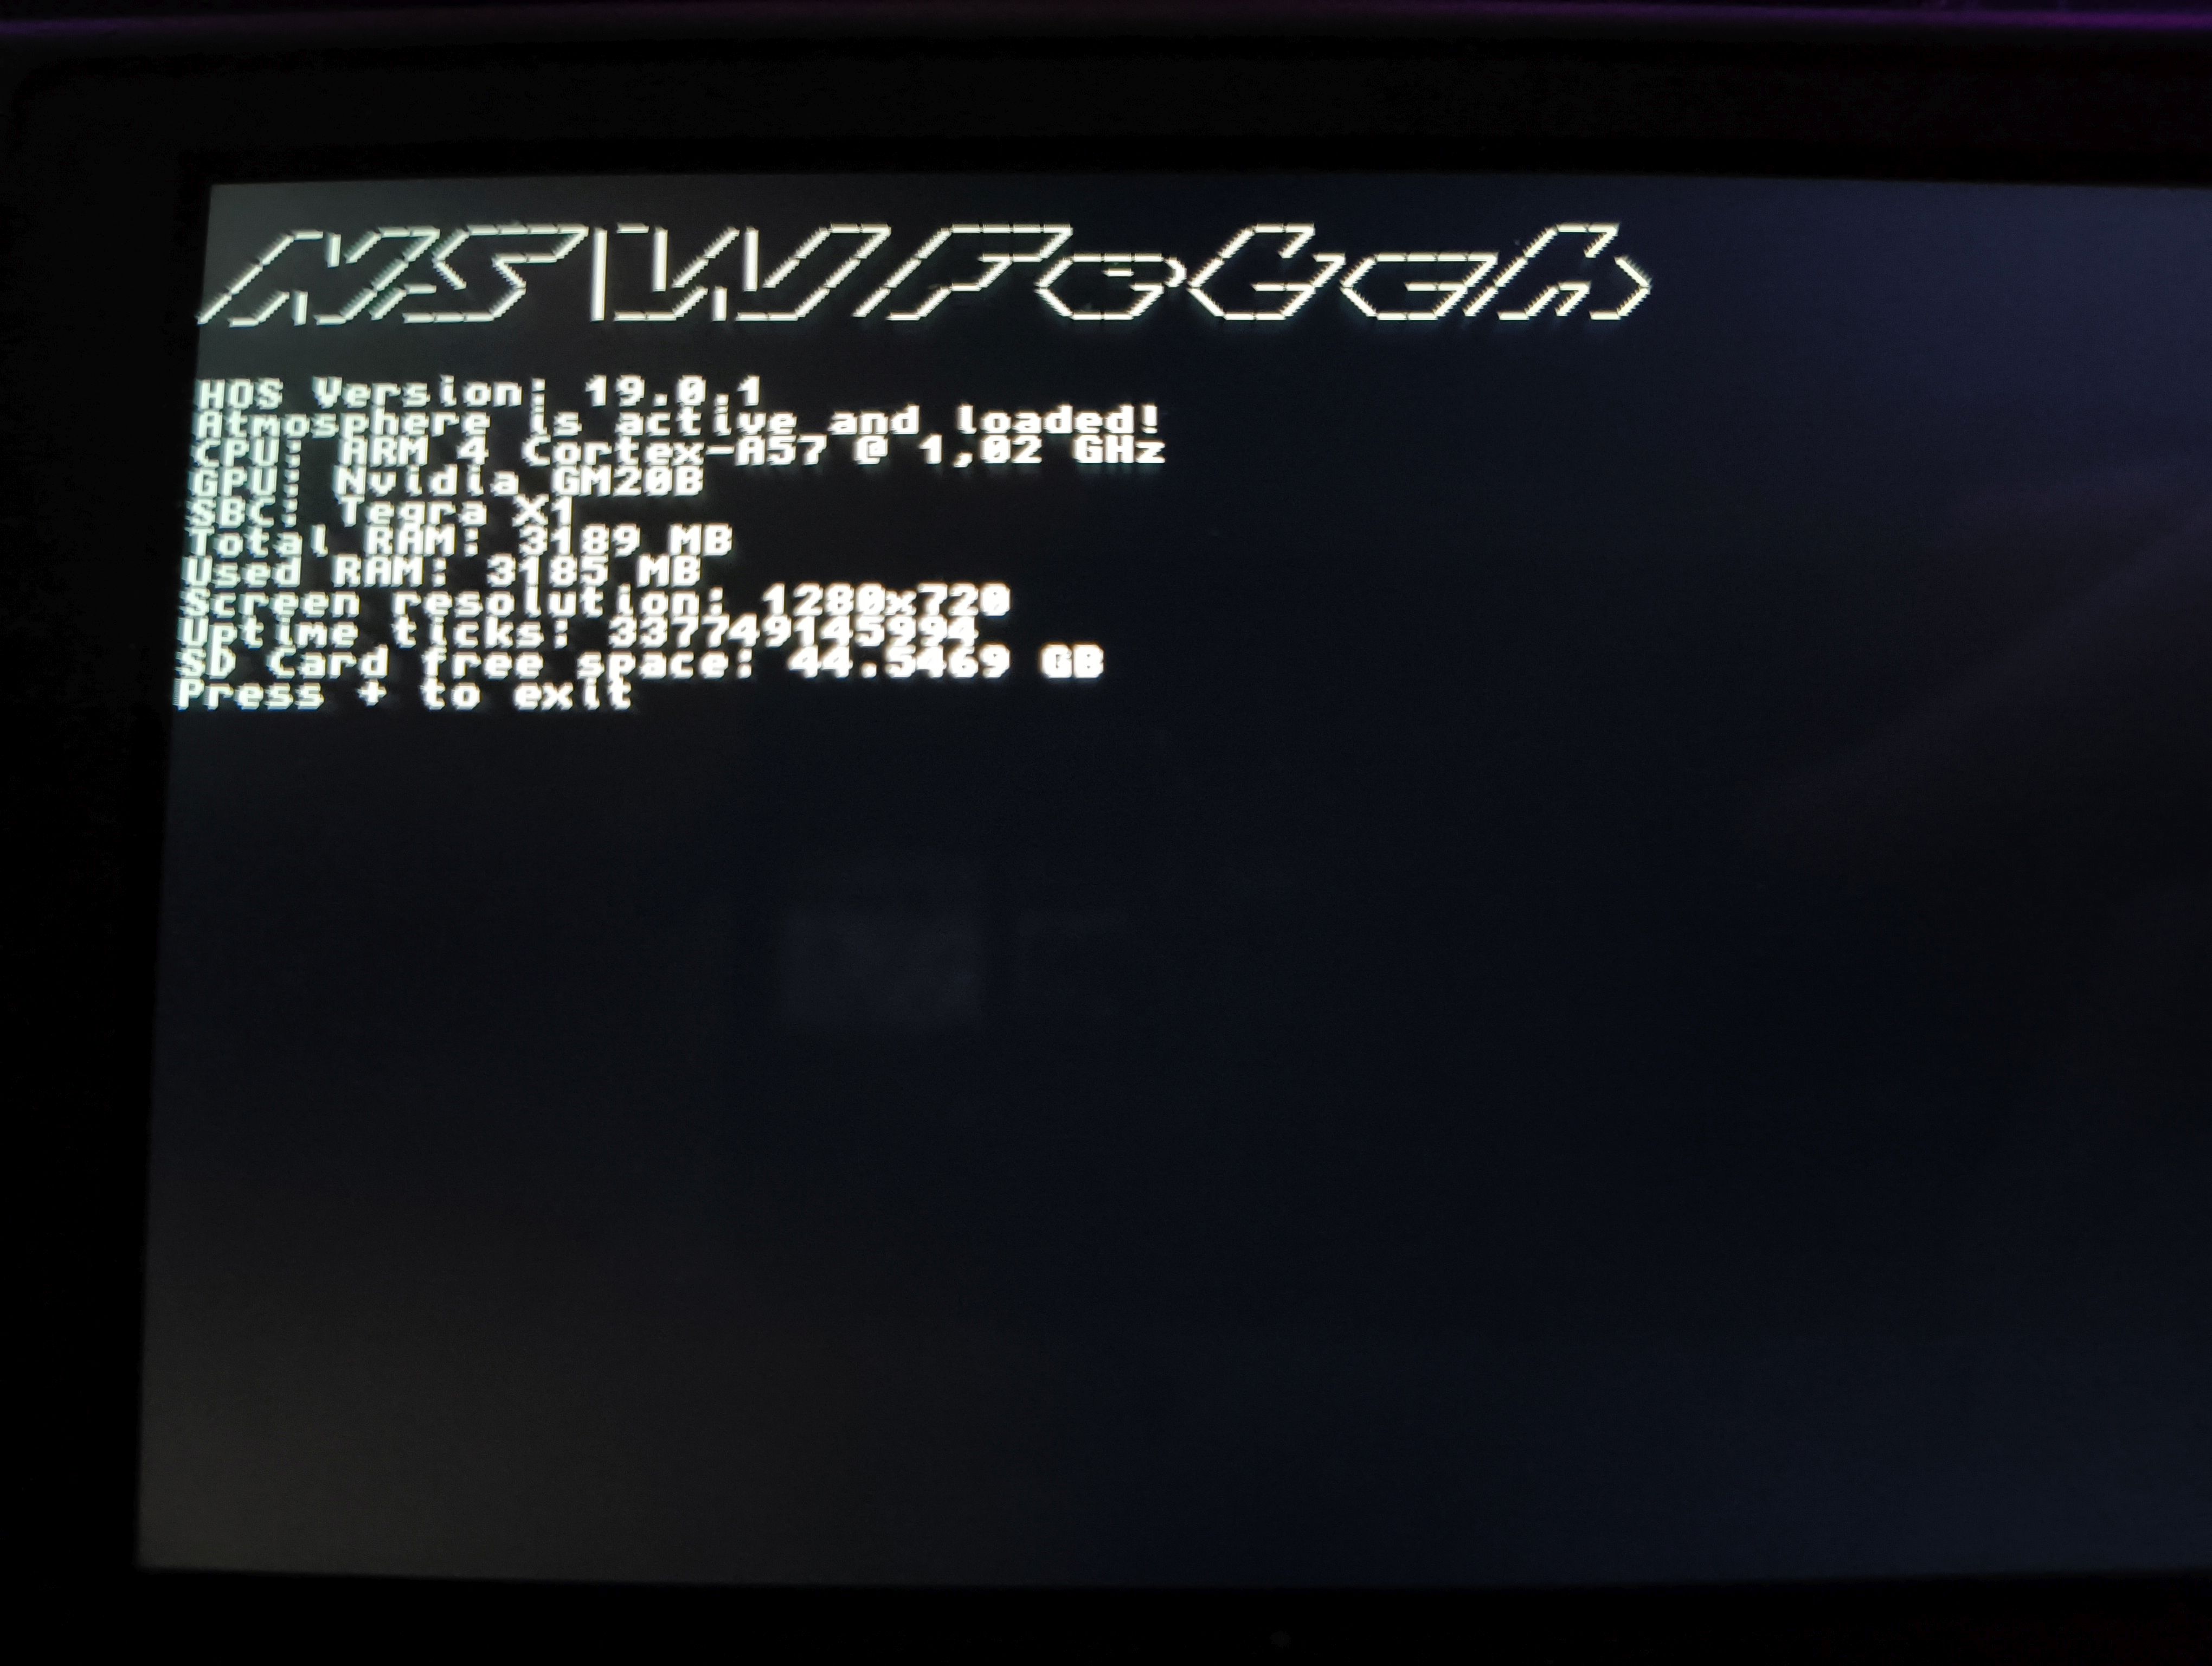 NSWFetch
HOS Version: 19.0.1
Atmosphere is active and loaded!
CPU: ARM 4 Cortex-A57 @ 1,02 GHz
GPU: Nvidia GM20B
SBC: Tegra X1
Total RAM: 3189 MB
Used RAM: 3185 MB
Screen resolution: 1280x720
Uptime ticks: 337749145994
SD Card free space: 44.5469 GB
Press + to exit